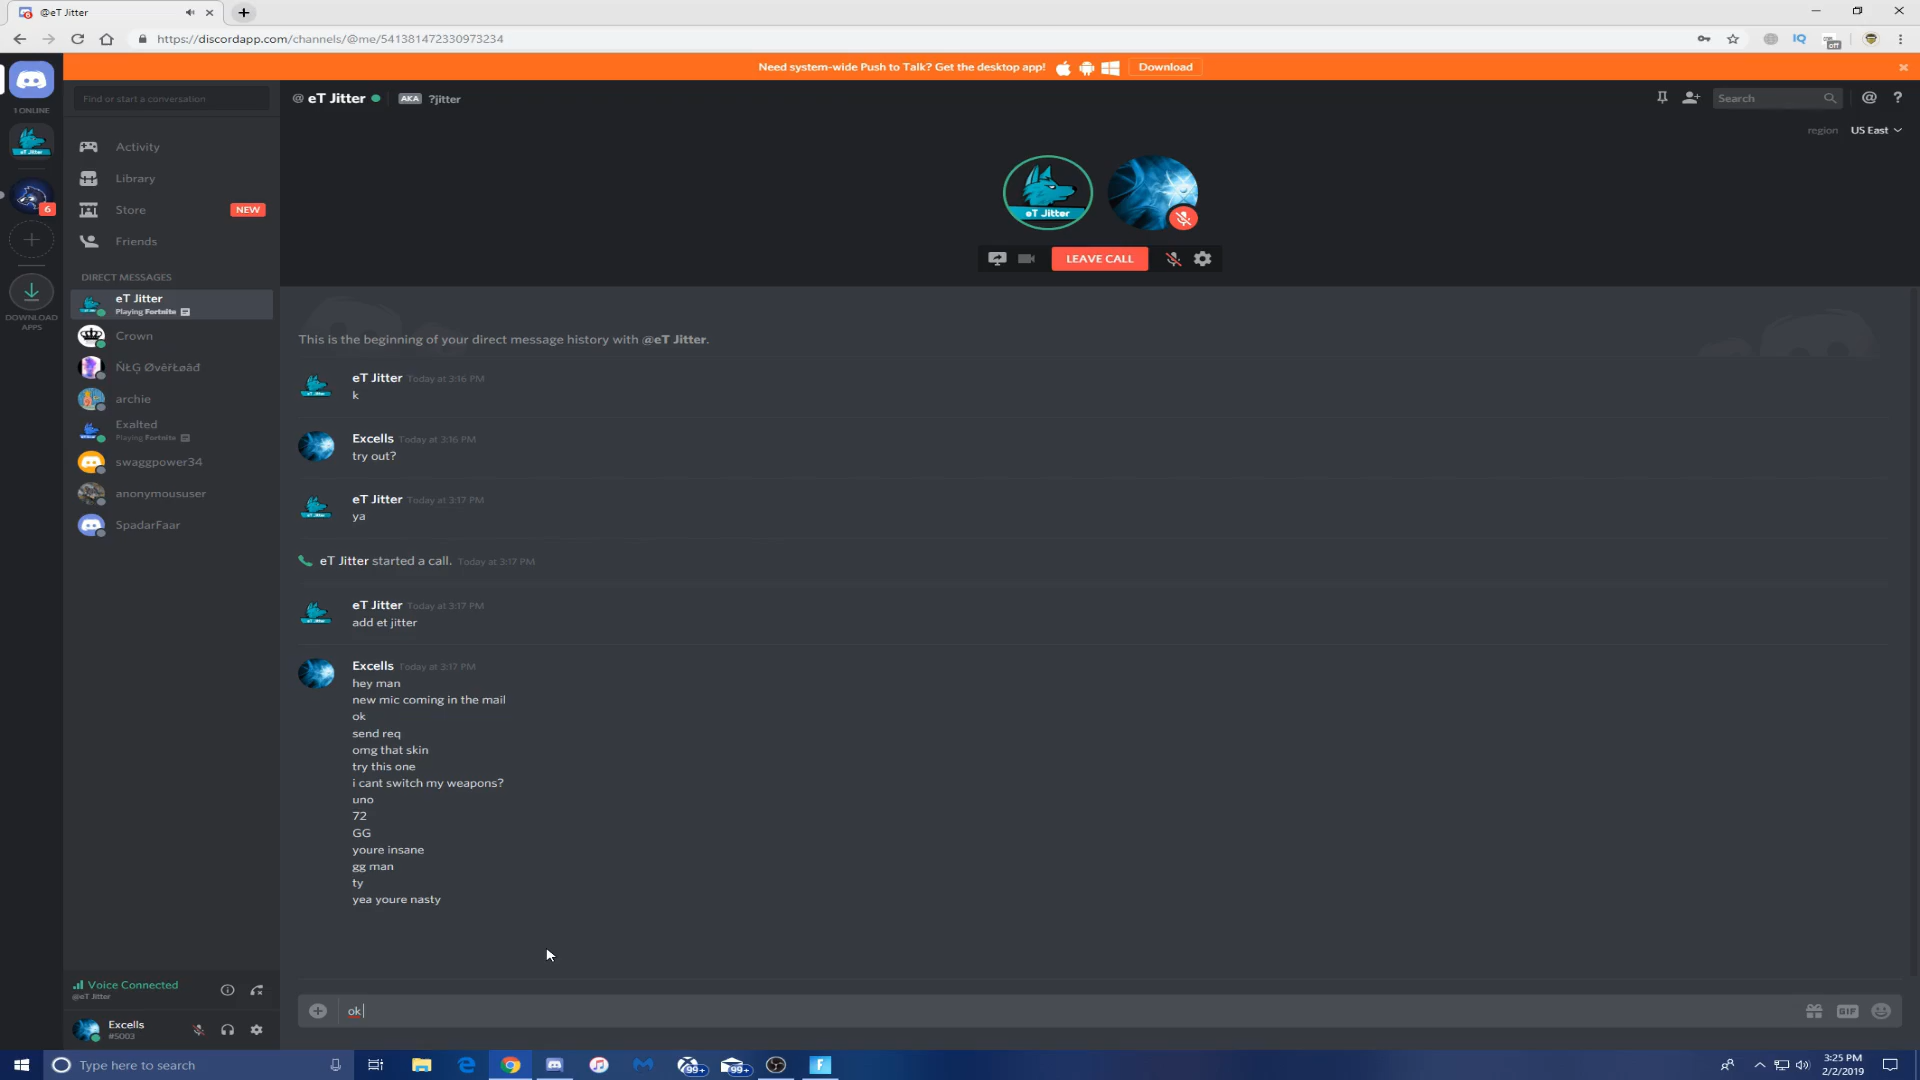 @eT Jitter
https://discordapp.com/channels/@me/541381472330973234
IQ
off
Need system-wide Push to Talk? Get the desktop app!
Download
1 ONLINE
Find or start a conversation
@ eT Jitter
AKA
?jitter
Search
region
US East
Activity
Library
Store
NEW
Friends
6
eT Jitter
LEAVE CALL
DIRECT MESSAGES
eT Jitter
Playing Fortnite
Crown
archie
Exalted
Playing Fortnite
swaggpower34
anonymoususer
SpadarFaar
DOWNLOAD
APPS
This is the beginning of your direct message history with @eT Jitter.
eT Jitter Today at 3:16 PM
k
Excells Today at 3:16 PM
try out?
eT Jitter Today at 3:17 PM
ya
eT Jitter started a call. Today at 3:17 PM
eT Jitter Today at 3:17 PM
add et jitter
Excells Today at 3:17 PM
hey man
new mic coming in the mail
ok
send req
omg that skin
try this one
i cant switch my weapons?
uno
72
GG
youre insane
gg man
ty
yea youre nasty
Voice Connected
@eT Jitter
Excells
#5003
ok
GIF
Type here to search
99+
99+
3:25 PM
2/2/2019